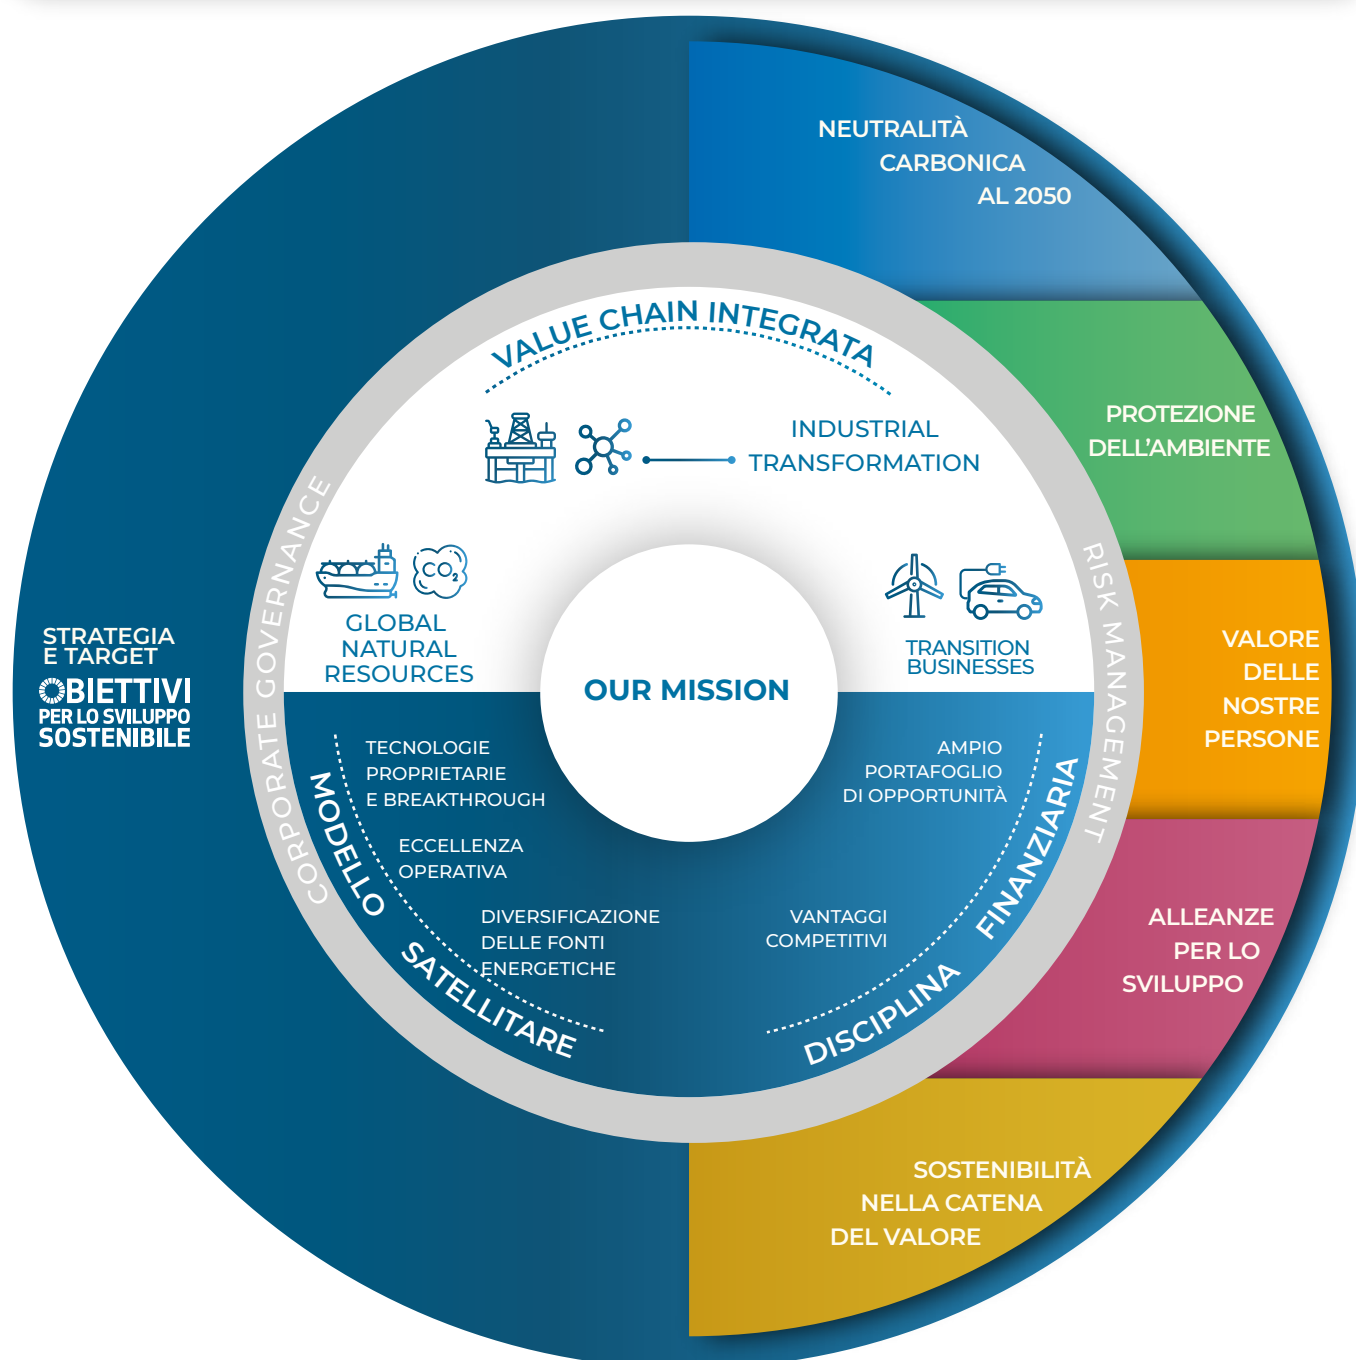 NEUTRALITÀ
CARBONICA
AL 2050
PROTEZIONE
DELL'AMBIENTE
VALORE
DELLE
NOSTRE
PERSONE
ALLEANZE
PER LO
SVILUPPO
SOSTENIBILITÀ
NELLA CATENA
DEL VALORE
STRATEGIA
E TARGET
OBIETTIVI
PER LO SVILUPPO
SOSTENIBILE
CORPORATE GOVERNANCE
RISK MANAGEMENT
VALUE CHAIN INTEGRATA
INDUSTRIAL
TRANSFORMATION
CO2
GLOBAL
NATURAL
RESOURCES
TRANSITION
BUSINESSES
OUR MISSION
TECNOLOGIE
PROPRIETARIE
E BREAKTHROUGH
ECCELLENZA
OPERATIVA
DIVERSIFICAZIONE
DELLE FONTI
ENERGETICHE
MODELLO SATELLITARE
AMPIO
PORTAFOGLIO
DI OPPORTUNITÀ
VANTAGGI
COMPETITIVI
DISCIPLINA FINANZIARIA